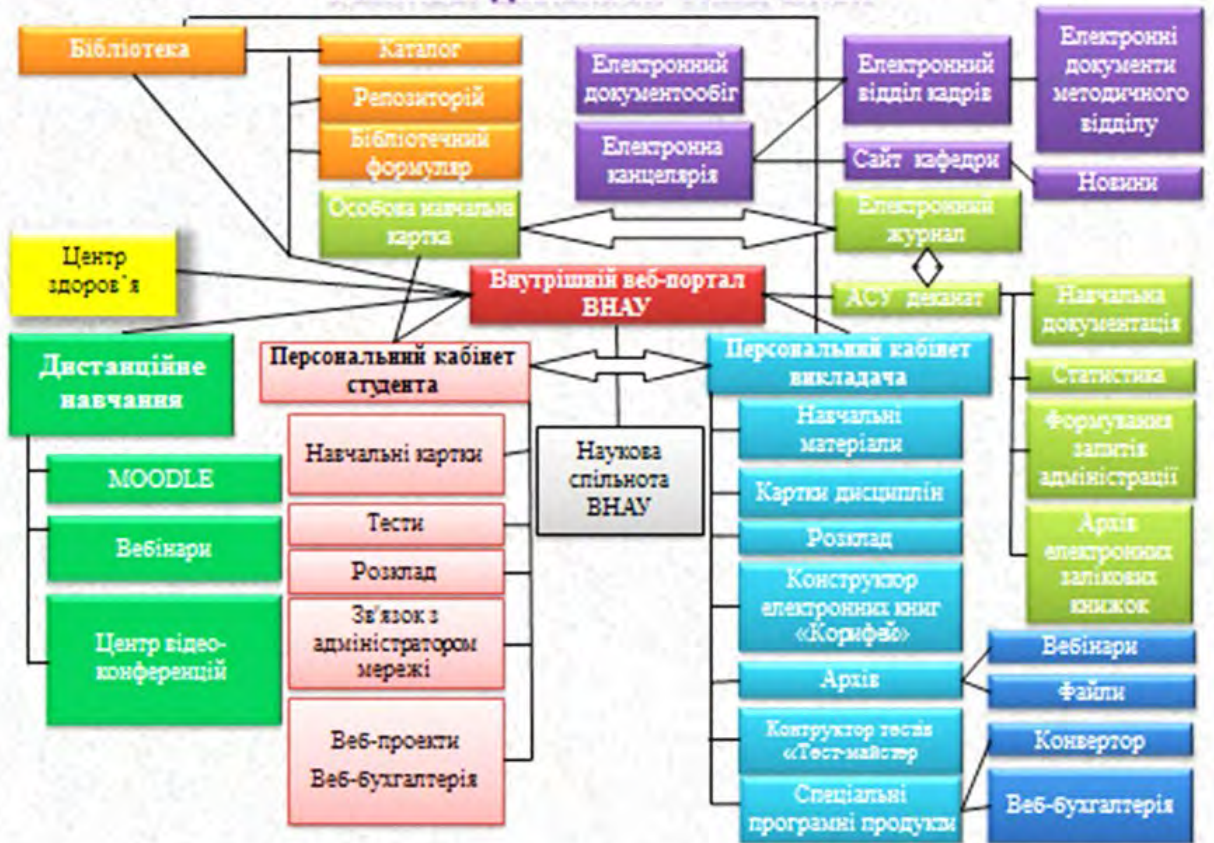 Бібліотека
Каталог
Репозиторій
Бібліотечний
формуляр
Особова навчальна
картка
Електронний
документообіг
Електронна
канцелярія
Електронний
відділ кадрів
Сайт кафедри
Електронні
документи
методичного
відділу
Новини
Електронний
журнал
Центр
здоров`я
Внутрішній веб-портал
ВНАУ
АСУ деканат
Навчальна
документація
Статистика
Формування
запитів
адміністрації
Архів
електронних
залікових
книжок
Дистанційне
навчання
MOODLE
Вебінари
Центр відео-
конференцій
Персональний кабінет
студента
Навчальні картки
Тести
Розклад
Зв'язок з
адміністратором
мережі
Веб-проекти
Веб-бухгалтерія
Наукова
спільнота
ВНАУ
Персональний кабінет
викладача
Навчальні
матеріали
Картки дисциплін
Розклад
Конструктор
електронних книг
«Корифей»
Архів
Контруктор тестів
«Тест-майстер
Спеціальні
програмні продукти
Вебінари
Файли
Конвертор
Веб-бухгалтерія